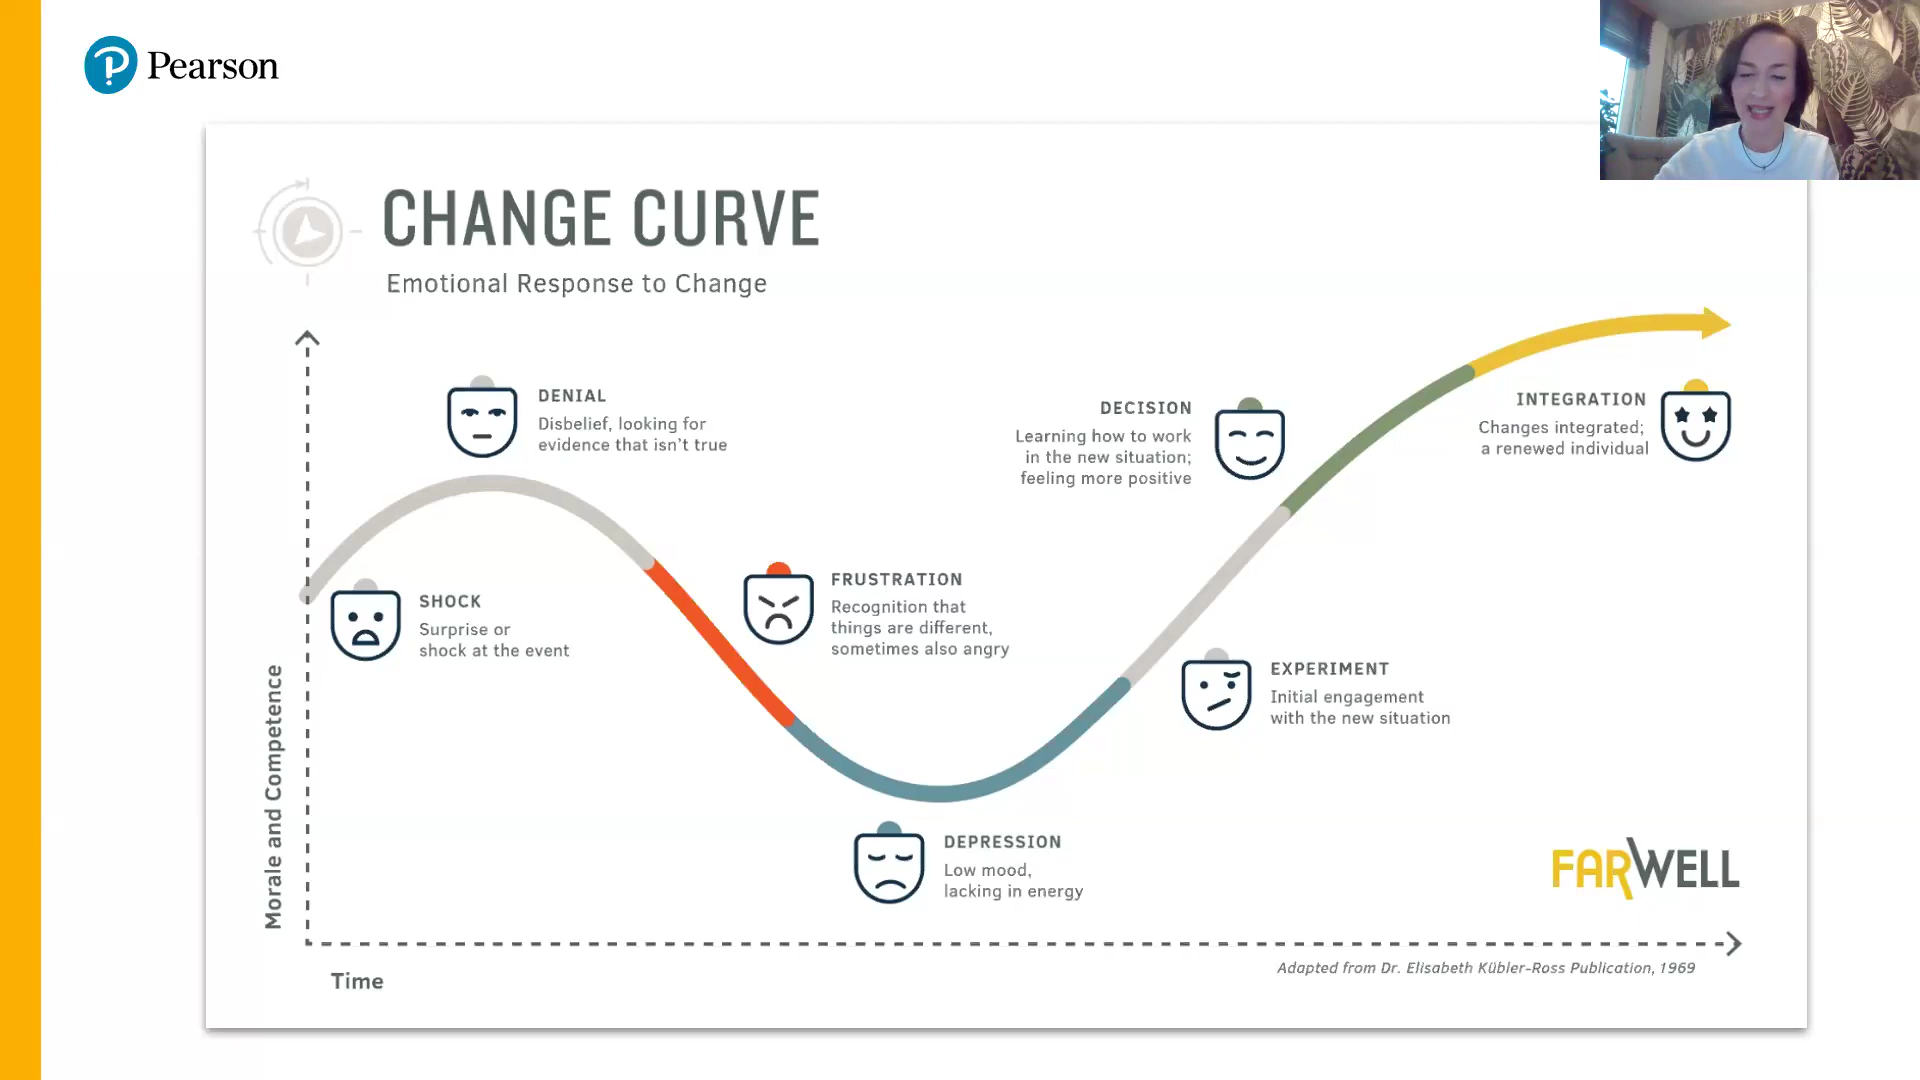 Pearson
CHANGE CURVE
Emotional Response to Change
DENIAL
Disbelief, looking for
evidence that isn't true
SHOCK
Surprise or
shock at the event
FRUSTRATION
Recognition that
things are different,
sometimes also angry
DEPRESSION
Low mood,
lacking in energy
EXPERIMENT
Initial engagement
with the new situation
DECISION
Learning how to work
in the new situation;
feeling more positive
INTEGRATION
Changes integrated;
a renewed individual
Morale and Competence
Time
FARWELL
Adapted from Dr. Elisabeth Kübler-Ross Publication, 1969